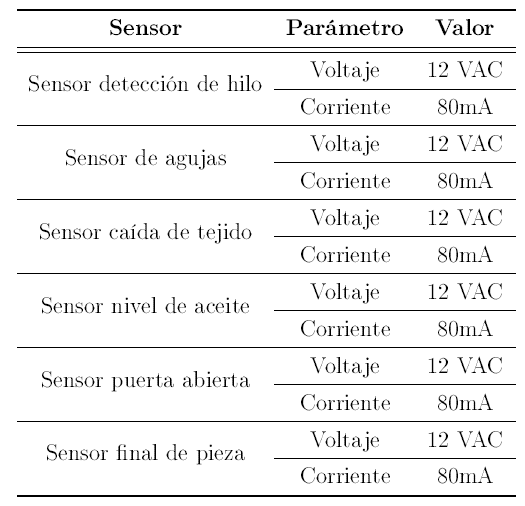 Sensor Parámetro Valor
Sensor detección de hilo Voltaje 12 VAC
Corriente 80mA
Sensor de agujas Voltaje 12 VAC
Corriente 80mA
Sensor caída de tejido Voltaje 12 VAC
Corriente 80mA
Sensor nivel de aceite Voltaje 12 VAC
Corriente 80mA
Sensor puerta abierta Voltaje 12 VAC
Corriente 80mA
Sensor final de pieza Voltaje 12 VAC
Corriente 80mA